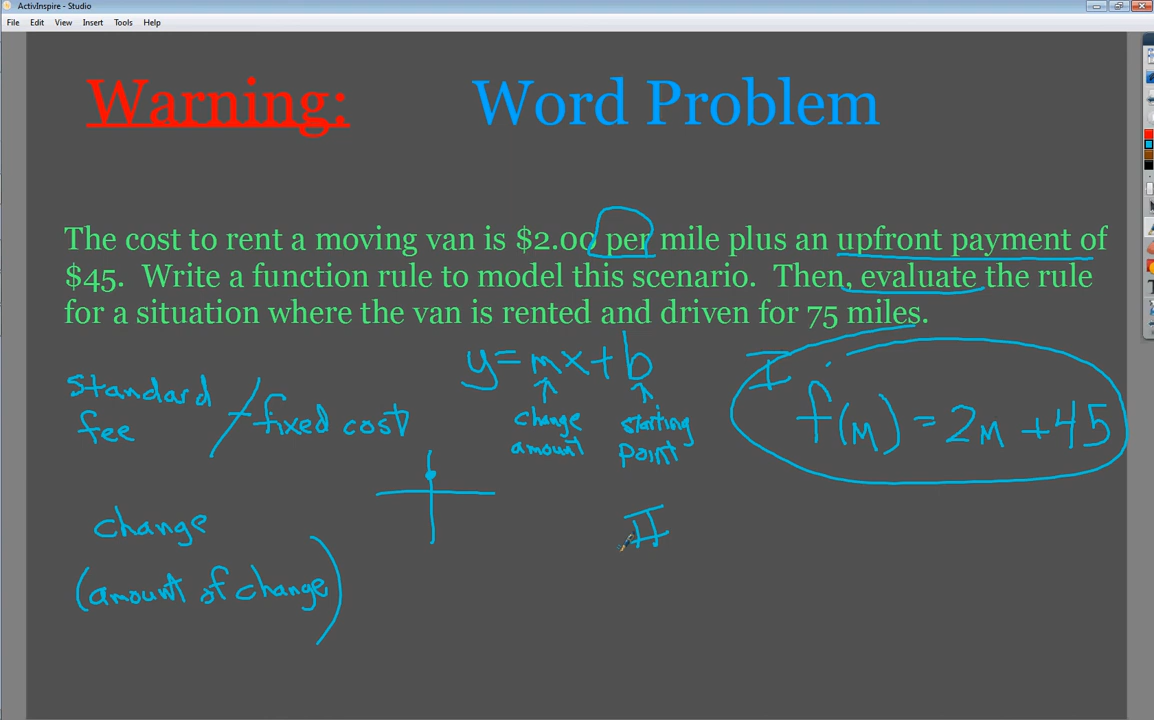 ActivInspire - Studio
File Edit View Insert Tools Help
Warning: Word Problem
The cost to rent a moving van is $2.00 per mile plus an upfront payment of
$45. Write a function rule to model this scenario. Then, evaluate the rule
for a situation where the van is rented and driven for 75 miles.
standard
fee
/ fixed cost
change
(amount of change)
y = mx + b
change
amount
starting
point
I
f(m) = 2m + 45
II